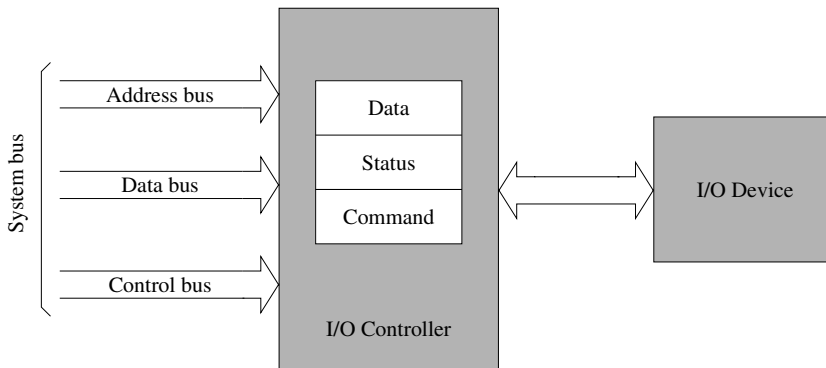 System bus
Address bus
Data bus
Control bus
Data
Status
Command
I/O Controller
I/O Device